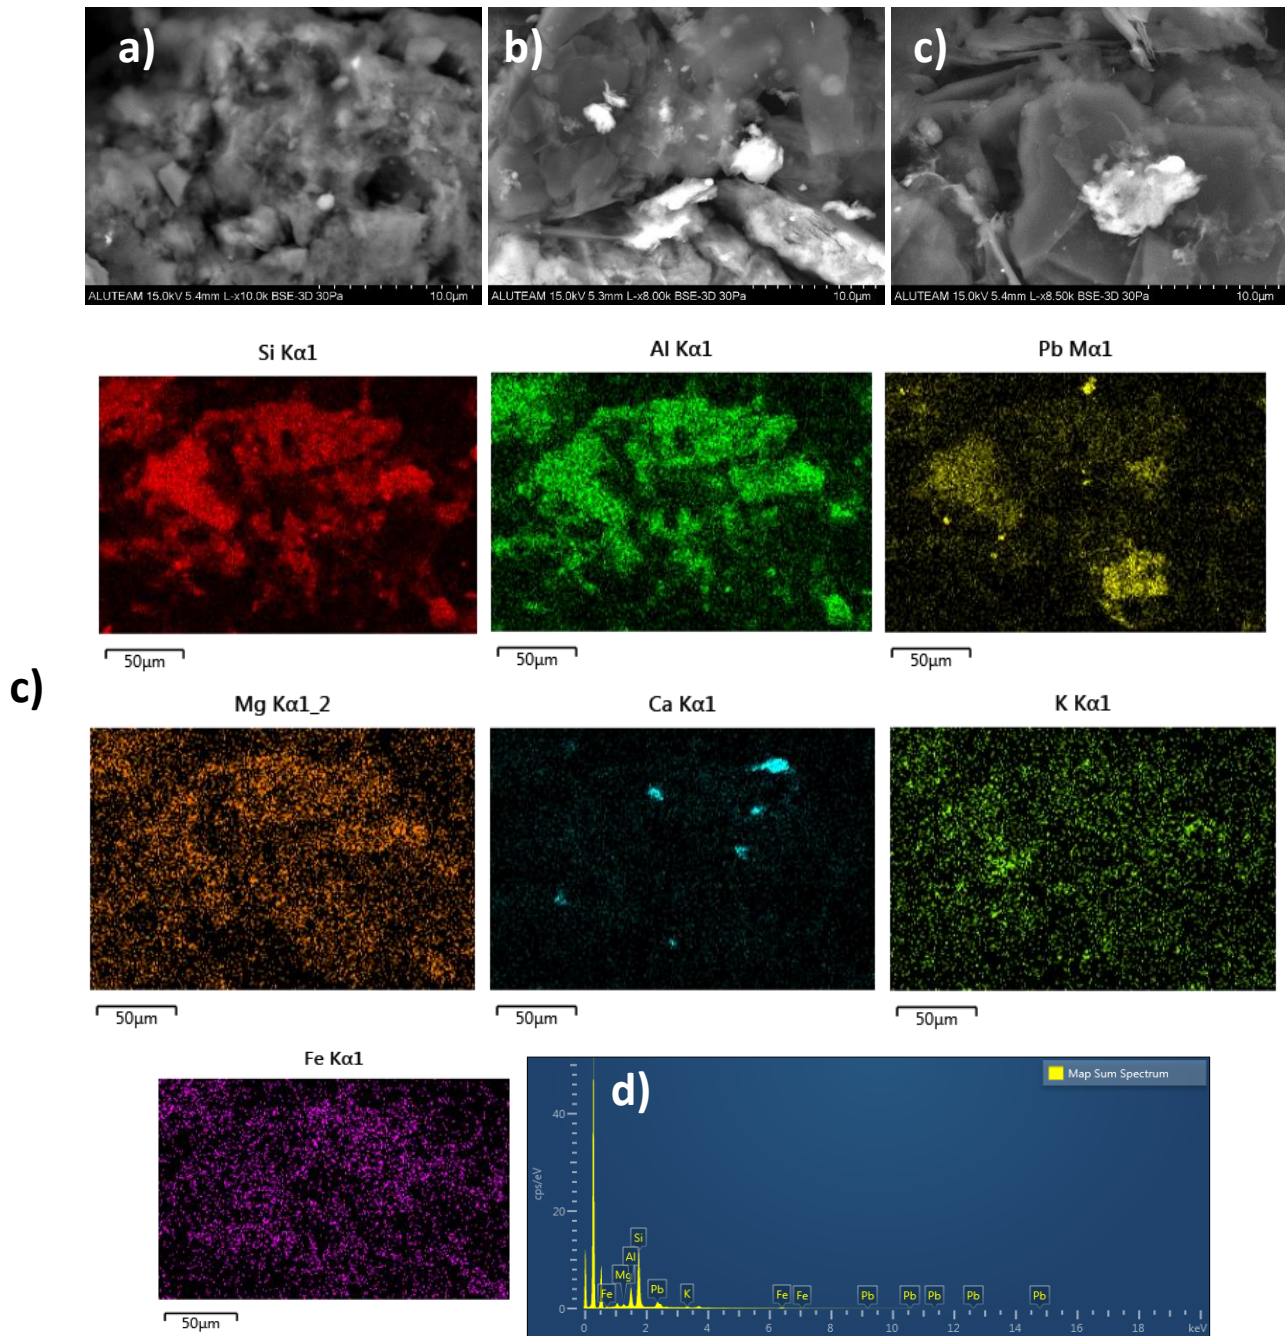 a)
b)
c)
ALUTEAM 15.0kV 5.4mm L-x10.0k BSE-3D 30Pa 10.0µm
ALUTEAM 15.0kV 5.3mm L-x8.00k BSE-3D 30Pa 10.0µm
ALUTEAM 15.0kV 5.4mm L-x8.50k BSE-3D 30Pa 10.0µm
Si Kα1
Al Kα1
Pb Mα1
50µm
50µm
50µm
c)
Mg Kα1_2
Ca Kα1
K Kα1
50µm
50µm
50µm
Fe Kα1
50µm
d)
Map Sum Spectrum
cps/eV
40
20
0
Si
Al
Mg
Fe
Pb
K
Fe
Fe
Pb
Pb
Pb
Pb
Pb
0 2 4 6 8 10 12 14 16 18 keV